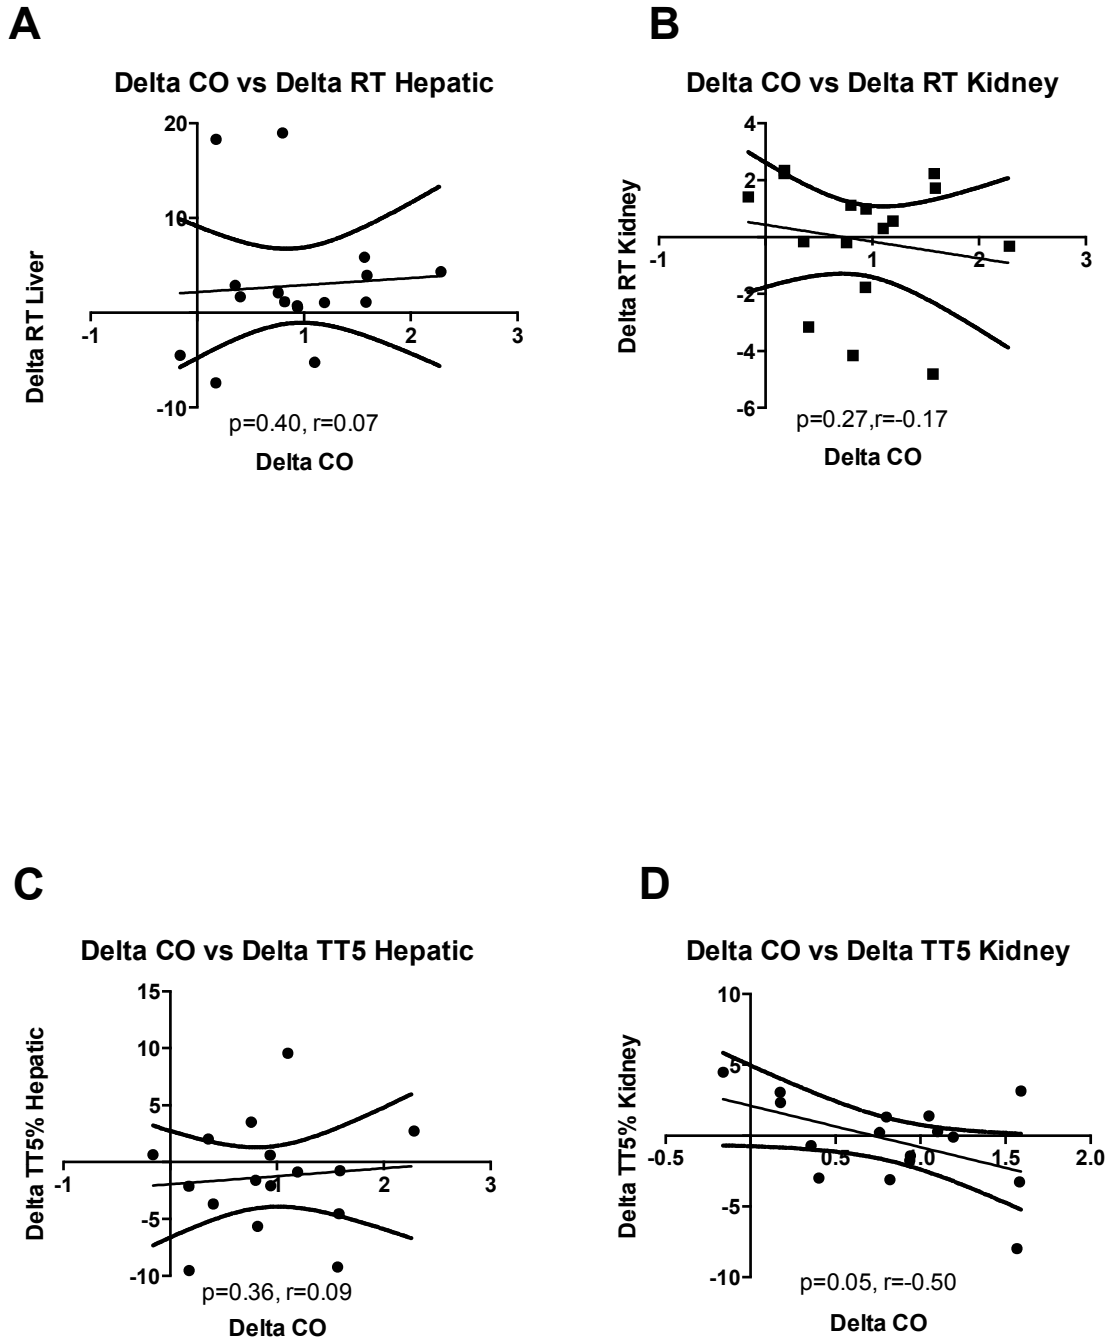 A
B
Delta CO vs Delta RT Hepatic
20
10
-10
-1
1
2
3
Delta RT Liver
p=0.40, r=0.07
Delta CO
Delta CO vs Delta RT Kidney
4
2
-2
-4
-6
-1
1
2
3
Delta RT Kidney
p=0.27,r=-0.17
Delta CO
C
D
Delta CO vs Delta TT5 Hepatic
15
10
5
-5
-10
-1
1
2
3
Delta TT5% Hepatic
p=0.36, r=0.09
Delta CO
Delta CO vs Delta TT5 Kidney
10
5
-5
-10
-0.5
0.5
1.0
1.5
2.0
Delta TT5% Kidney
p=0.05, r=-0.50
Delta CO